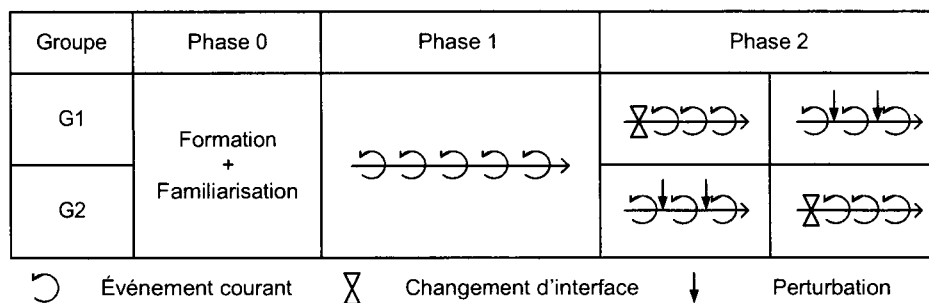 Groupe Phase 0 Phase 1 Phase 2
G1
Formation
+
Familiarisation
G2
Événement courant Changement d'interface Perturbation